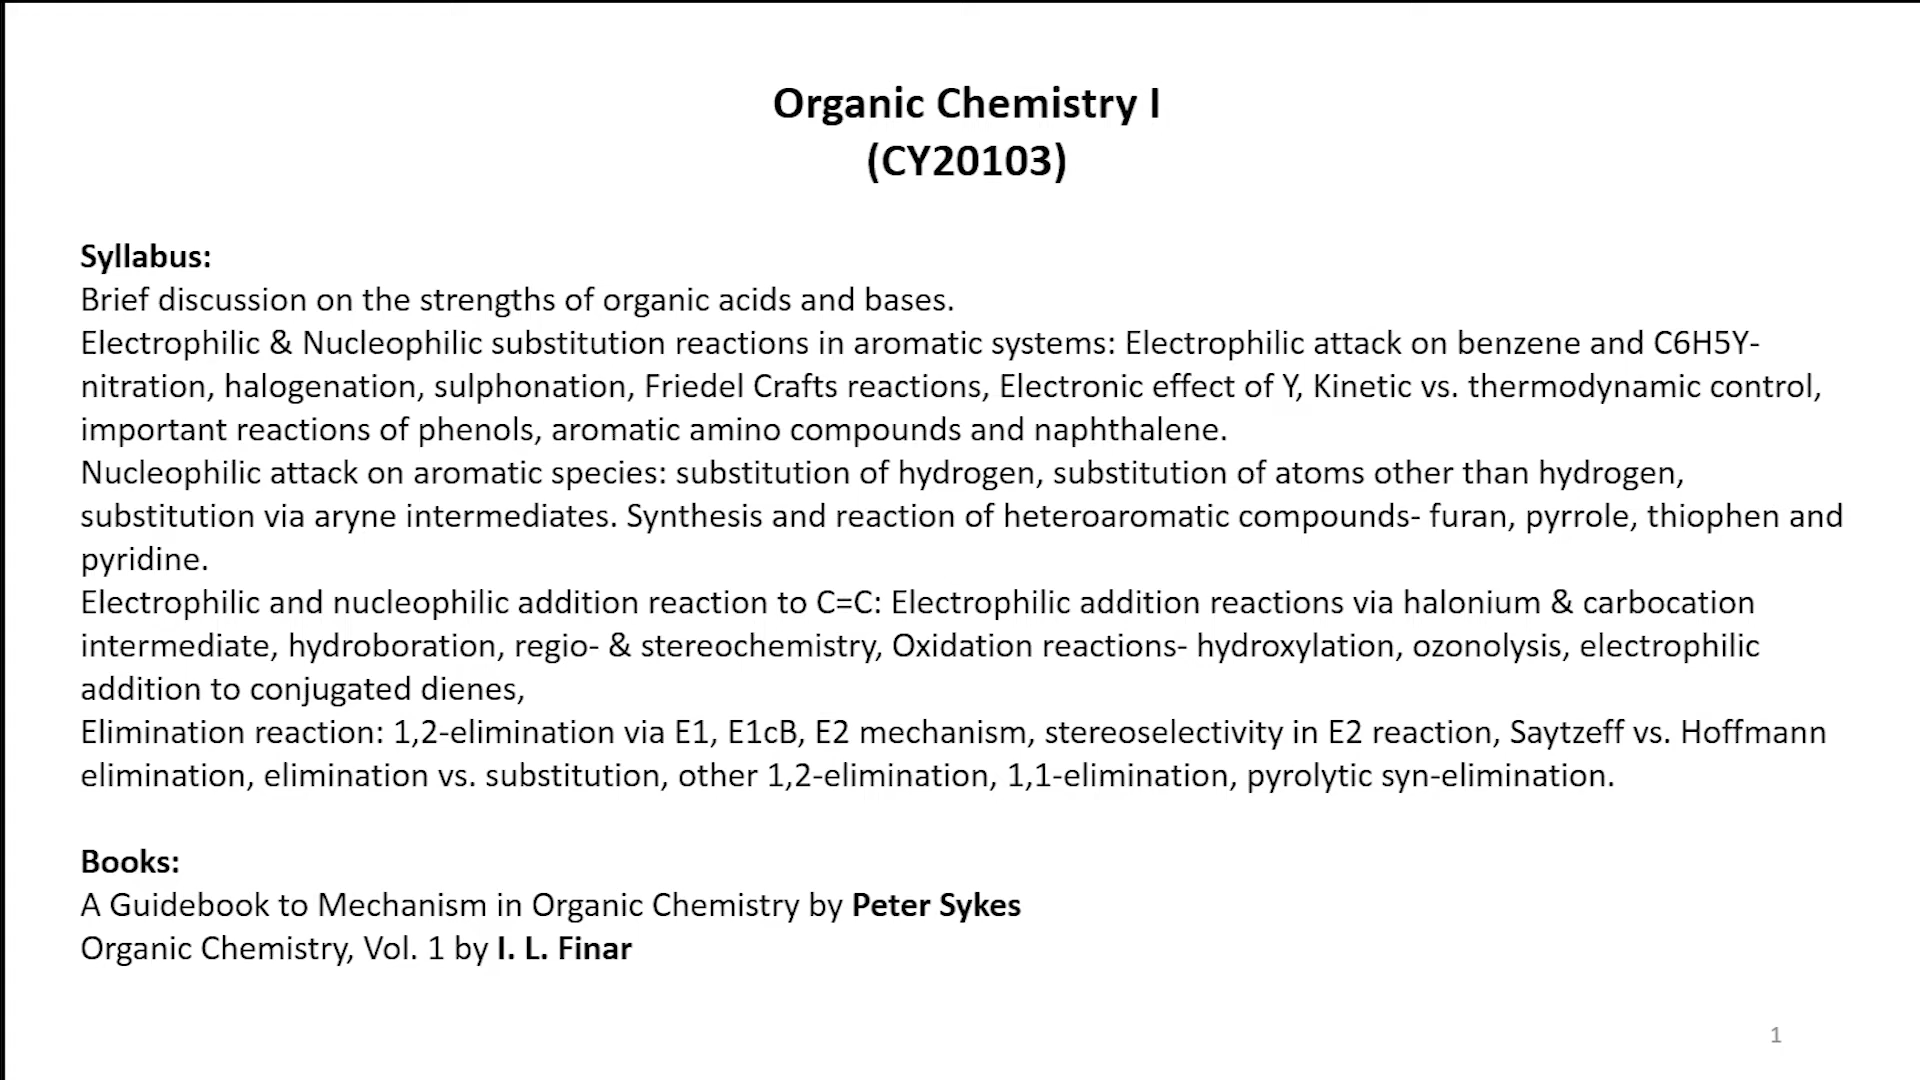 Organic Chemistry I
(CY20103)
Syllabus:
Brief discussion on the strengths of organic acids and bases.
Electrophilic & Nucleophilic substitution reactions in aromatic systems: Electrophilic attack on benzene and C6H5Y-
nitration, halogenation, sulphonation, Friedel Crafts reactions, Electronic effect of Y, Kinetic vs. thermodynamic control,
important reactions of phenols, aromatic amino compounds and naphthalene.
Nucleophilic attack on aromatic species: substitution of hydrogen, substitution of atoms other than hydrogen,
substitution via aryne intermediates. Synthesis and reaction of heteroaromatic compounds- furan, pyrrole, thiophen and
pyridine.
Electrophilic and nucleophilic addition reaction to C=C: Electrophilic addition reactions via halonium & carbocation
intermediate, hydroboration, regio- & stereochemistry, Oxidation reactions- hydroxylation, ozonolysis, electrophilic
addition to conjugated dienes,
Elimination reaction: 1,2-elimination via E1, E1cB, E2 mechanism, stereoselectivity in E2 reaction, Saytzeff vs. Hoffmann
elimination, elimination vs. substitution, other 1,2-elimination, 1,1-elimination, pyrolytic syn-elimination.
Books:
A Guidebook to Mechanism in Organic Chemistry by Peter Sykes
Organic Chemistry, Vol. 1 by I. L. Finar
1